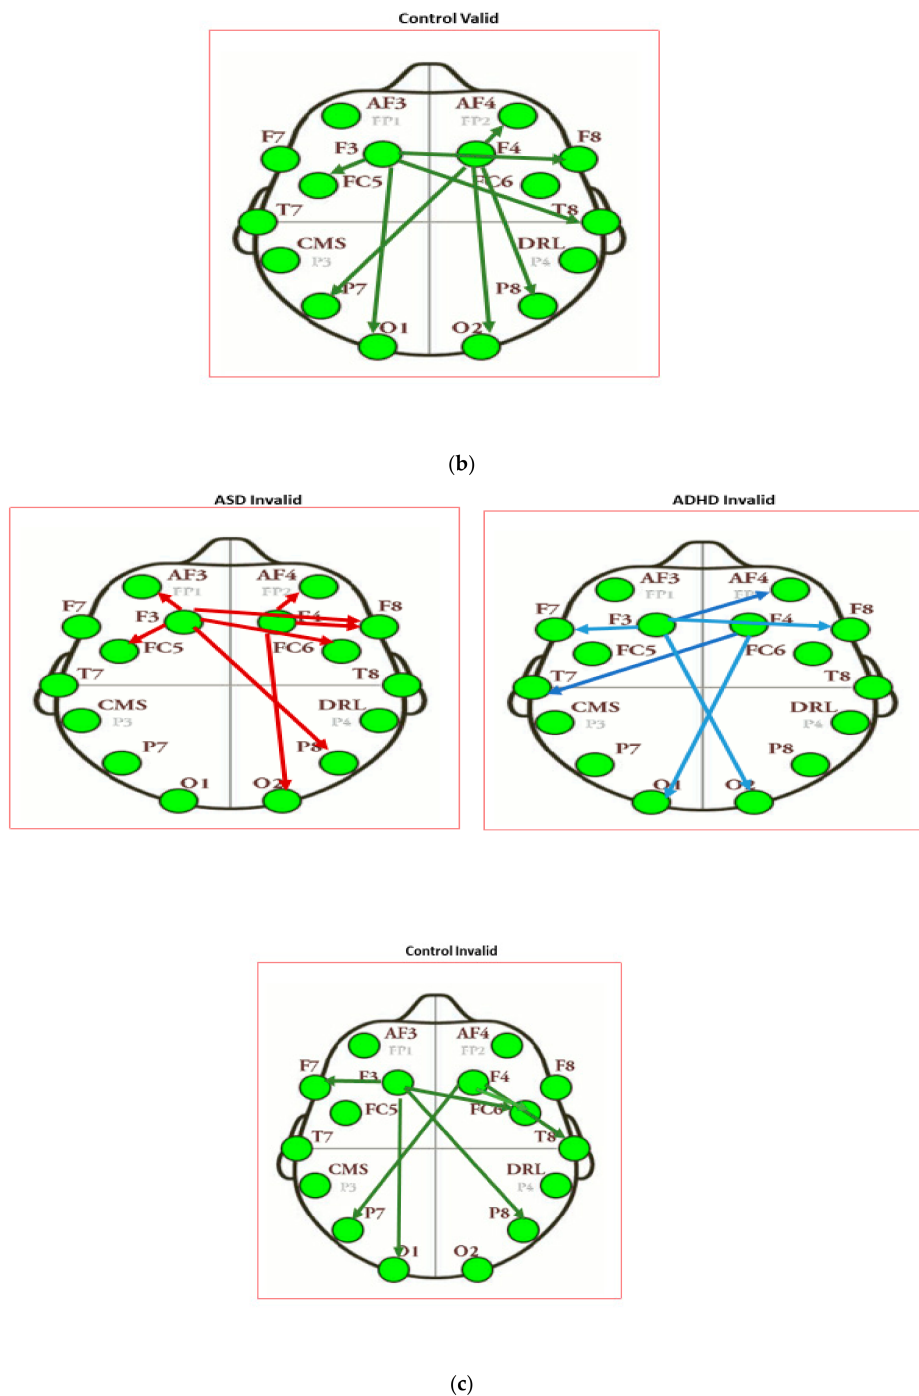 Control Valid
AF3 AF4
FP1 FP2
F7 F8
F3 F4
FC5 FC6
T7 T8
CMS DRL
P3 P4
P7 P8
O1 O2
(b)
ASD Invalid
AF3 AF4
FP1 FP2
F7 F8
F3 F4
FC5 FC6
T7 T8
CMS DRL
P3 P4
P7 P8
O1 O2
ADHD Invalid
AF3 AF4
FP1
F7 F8
F3 F4
FC5 FC6
T7 T8
CMS DRL
P3 P4
P7 P8
O1 O2
Control Invalid
AF3 AF4
FP1 FP2
F7 F8
F3 F4
FC5 FC6
T7 T8
CMS DRL
P3 P4
P7 P8
O1 O2
(c)